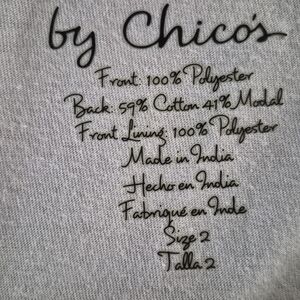 by Chico's
Front: 100% Polyester
Back: 59% Cotton 41% Modal
Front Lining: 100% Polyester
Made in India
Hecho en India
Fabriqué en Inde
Size 2
Talla 2